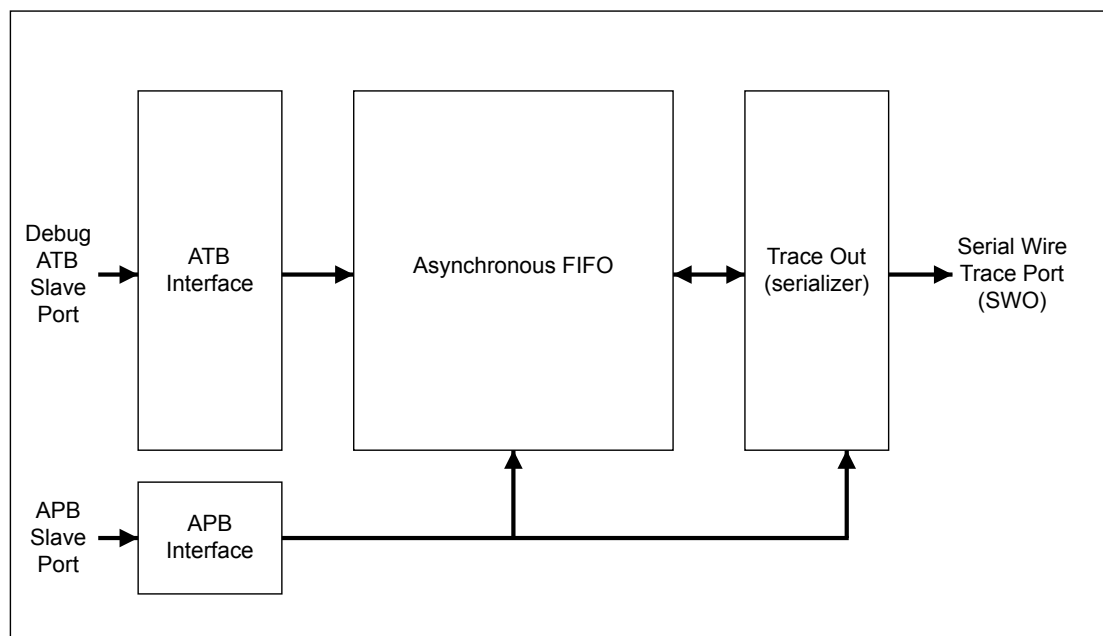 Debug
ATB
Slave
Port
ATB
Interface
Asynchronous FIFO
Trace Out
(serializer)
Serial Wire
Trace Port
(SWO)
APB
Slave
Port
APB
Interface